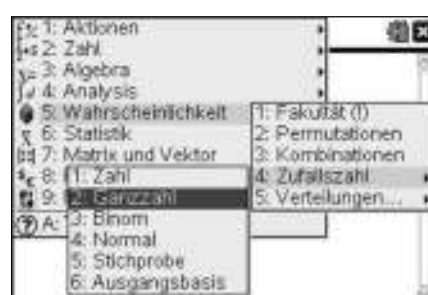 1: Aktionen
2: Zahl
3: Algebra
4: Analysis
5: Wahrscheinlichkeit
6: Statistik
7: Matrix und Vektor
8:
9:
A:
1: Fakultät (!)
2: Permutationen
3: Kombinationen
4: Zufallszahl
5: Verteilungen...
1: Zahl
2: Ganzzahl
3: Binom
4: Normal
5: Stichprobe
6: Ausgangsbasis